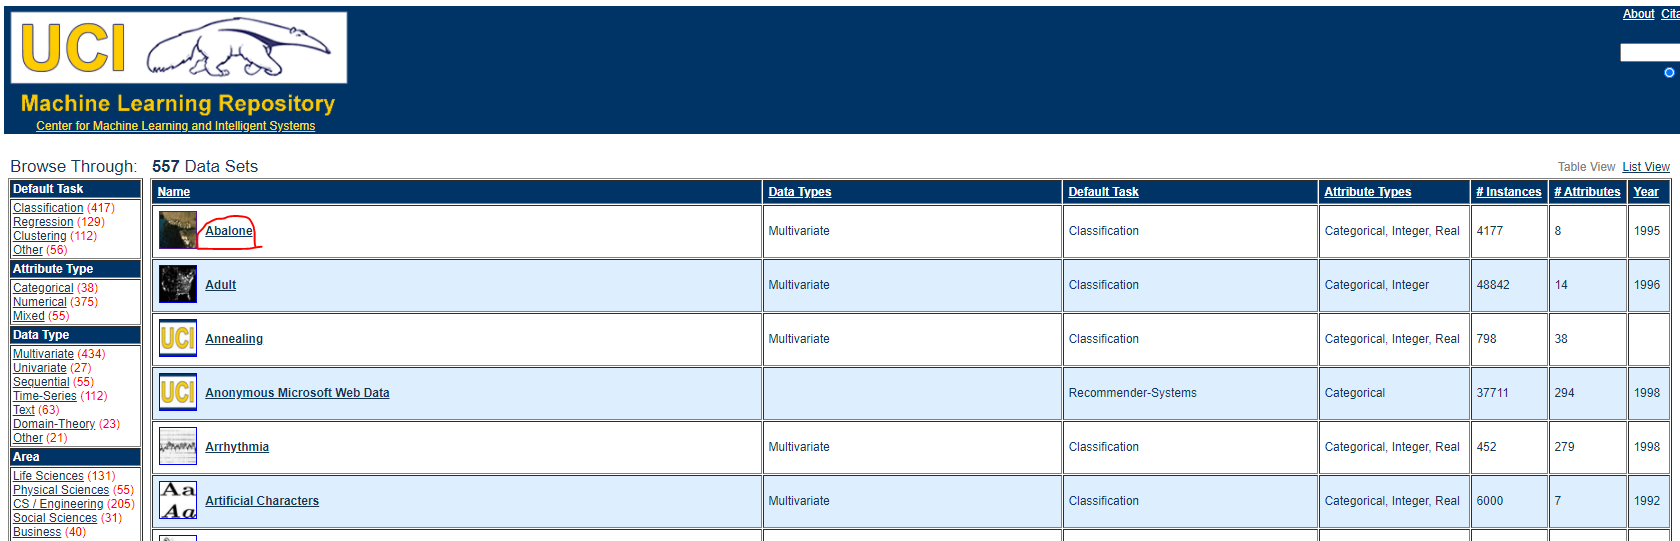 About Cita
UCI
Machine Learning Repository
Center for Machine Learning and Intelligent Systems
Browse Through:
Default Task
Classification (417)
Regression (129)
Clustering (112)
Other (56)
Attribute Type
Categorical (38)
Numerical (375)
Mixed (55)
Data Type
Multivariate (434)
Univariate (27)
Sequential (55)
Time-Series (112)
Text (63)
Domain-Theory (23)
Other (21)
Area
Life Sciences (131)
Physical Sciences (55)
CS / Engineering (205)
Social Sciences (31)
Business (40)
557 Data Sets
Table View List View
Name Data Types Default Task Attribute Types # Instances # Attributes Year
Abalone Multivariate Classification Categorical, Integer, Real 4177 8 1995
Adult Multivariate Classification Categorical, Integer 48842 14 1996
UCI Annealing Multivariate Classification Categorical, Integer, Real 798 38
UCI Anonymous Microsoft Web Data Recommender-Systems Categorical 37711 294 1998
Arrhythmia Multivariate Classification Categorical, Integer, Real 452 279 1998
Aa
Aa
Artificial Characters Multivariate Classification Categorical, Integer, Real 6000 7 1992